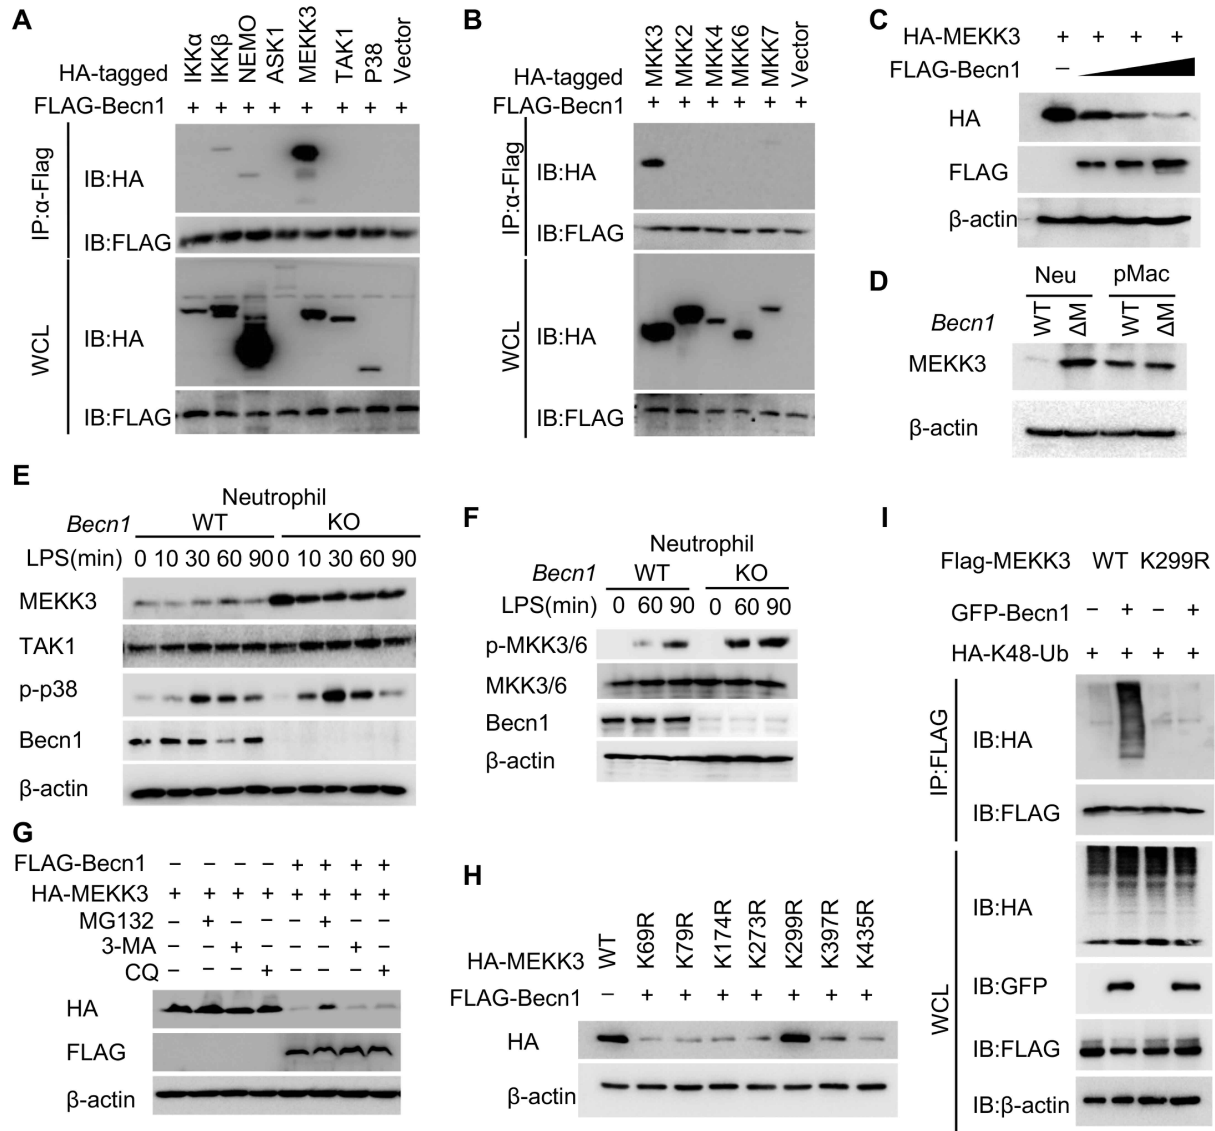 A
HA-tagged
IKKα
IKKβ
NEMO
ASK1
MEKK3
TAK1
P38
Vector
FLAG-Becn1 + + + + + + + +
IP:α-Flag
IB:HA
IB:FLAG
WCL
IB:HA
IB:FLAG
B
HA-tagged
MKK3
MKK2
MKK4
MKK6
MKK7
Vector
FLAG-Becn1 + + + + + +
IP:α-Flag
IB:HA
IB:FLAG
WCL
IB:HA
IB:FLAG
C
HA-MEKK3 + + + +
FLAG-Becn1 −
HA
FLAG
β-actin
D
Neu pMac
Becn1 WT ΔM WT ΔM
MEKK3
β-actin
E
Neutrophil
Becn1 WT KO
LPS(min) 0 10 30 60 90 0 10 30 60 90
MEKK3
TAK1
p-p38
Becn1
β-actin
F
Neutrophil
Becn1 WT KO
LPS(min) 0 60 90 0 60 90
p-MKK3/6
MKK3/6
Becn1
β-actin
G
FLAG-Becn1 − − − − + + + +
HA-MEKK3 + + + + + + + +
MG132 − + − − − + − −
3-MA − − + − − − + −
CQ − − − + − − − +
HA
FLAG
β-actin
H
HA-MEKK3 WT K69R K79R K174R K273R K299R K397R K435R
FLAG-Becn1 − + + + + + + +
HA
β-actin
I
Flag-MEKK3 WT K299R
GFP-Becn1 − + − +
HA-K48-Ub + + + +
IP:FLAG
IB:HA
IB:FLAG
WCL
IB:HA
IB:GFP
IB:FLAG
IB:β-actin